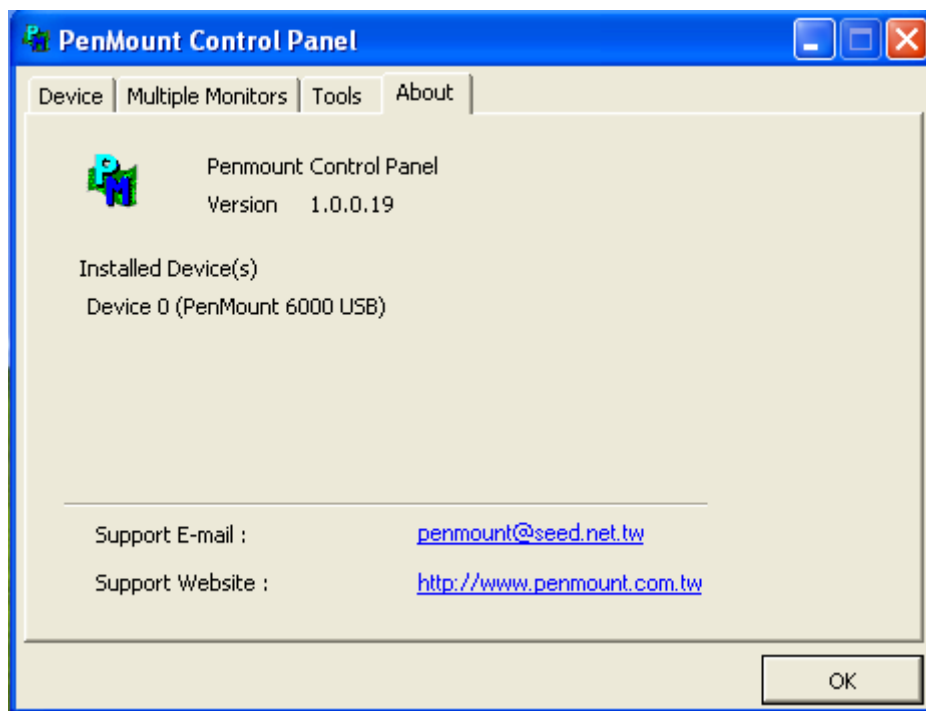 PenMount Control Panel
Device Multiple Monitors Tools About
PM
Penmount Control Panel
Version 1.0.0.19
Installed Device(s)
Device 0 (PenMount 6000 USB)
Support E-mail : penmount@seed.net.tw
Support Website : http://www.penmount.com.tw
OK